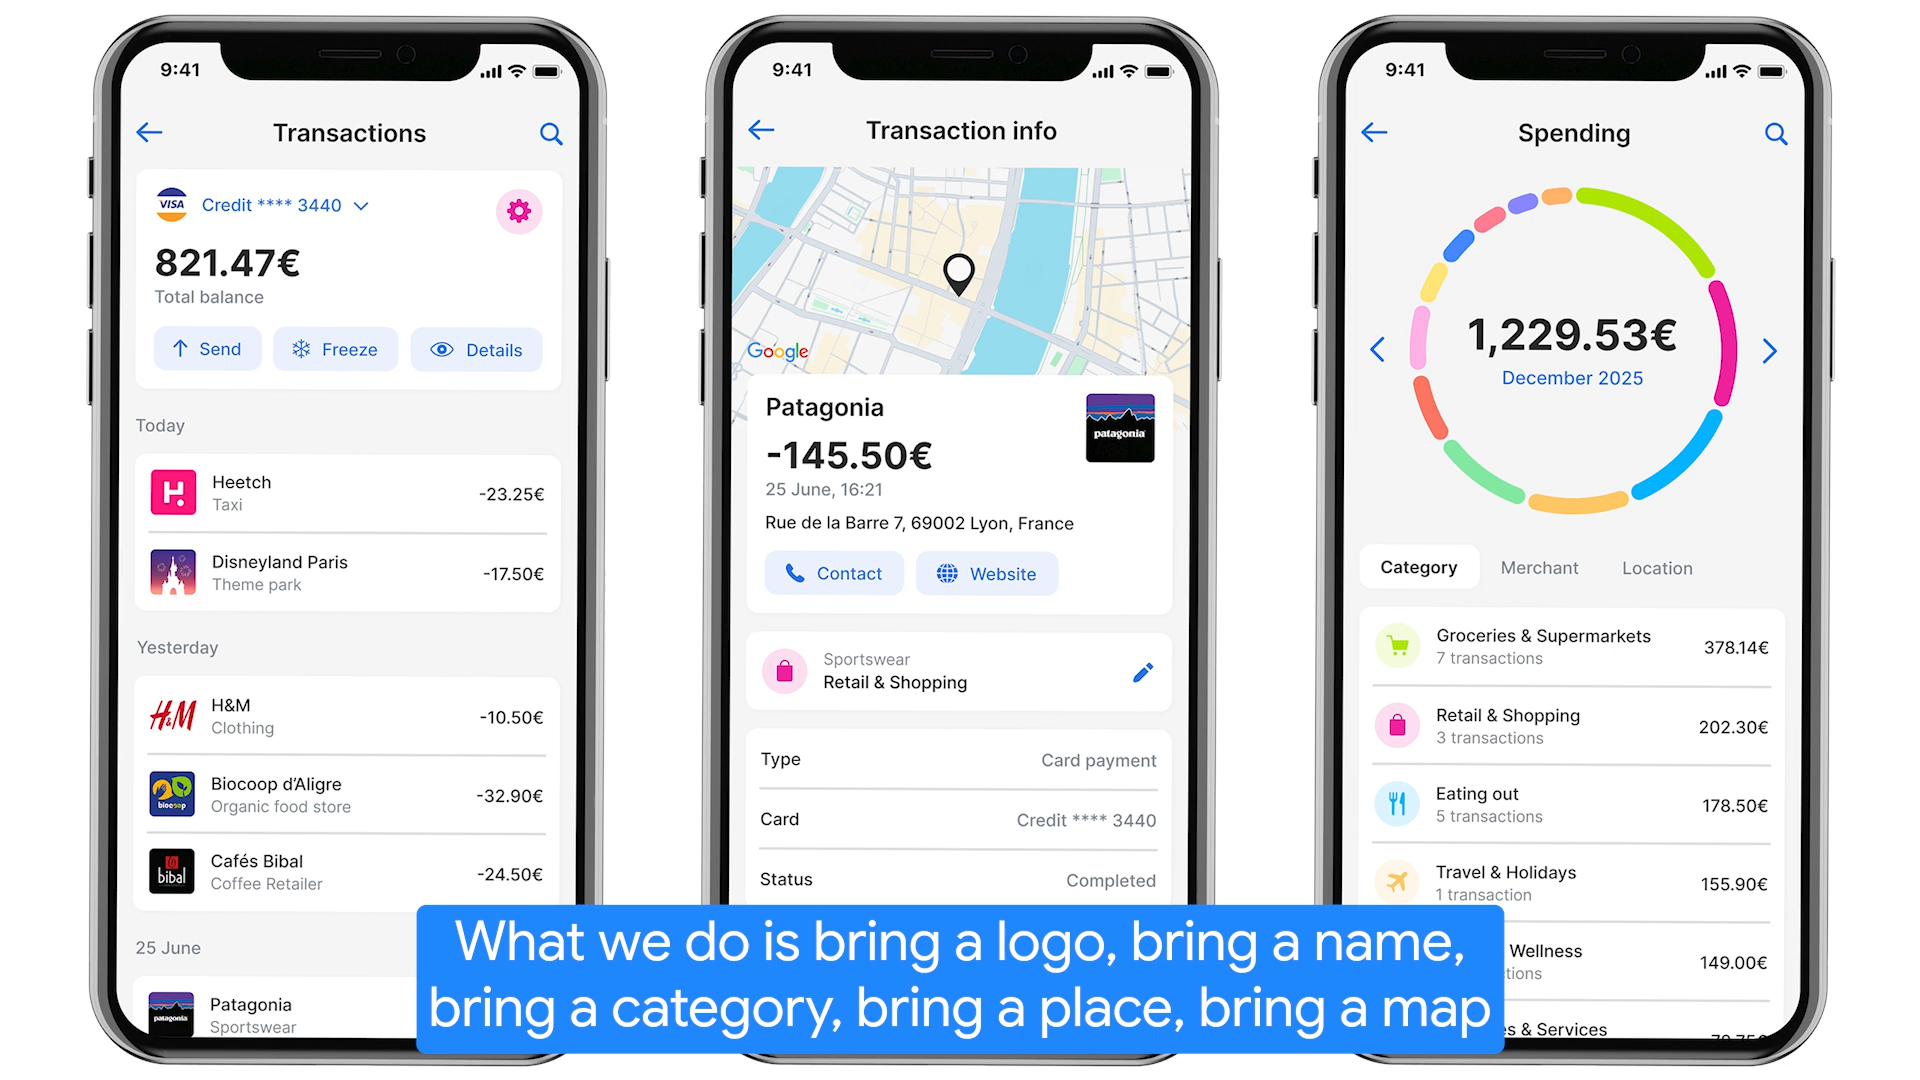 9:41
Transactions
VISA
Credit **** 3440
821.47€
Total balance
Send
Freeze
Details
Today
Heetch
Taxi
-23.25€
Disneyland Paris
Theme park
-17.50€
Yesterday
H&M
H&M
Clothing
-10.50€
biocoop
Biocoop d’Aligre
Organic food store
-32.90€
bibal
Cafés Bibal
Coffee Retailer
-24.50€
25 June
patagonia
Patagonia
Sportswear
9:41
Transaction info
Google
Patagonia
-145.50€
25 June, 16:21
patagonia
Rue de la Barre 7, 69002 Lyon, France
Contact
Website
Sportswear
Retail & Shopping
Type
Card payment
Card
Credit **** 3440
Status
Completed
9:41
Spending
1,229.53€
December 2025
Category
Merchant
Location
Groceries & Supermarkets
7 transactions
378.14€
Retail & Shopping
3 transactions
202.30€
Eating out
5 transactions
178.50€
Travel & Holidays
1 transaction
155.90€
Wellness
149.00€
& Services
What we do is bring a logo, bring a name,
bring a category, bring a place, bring a map